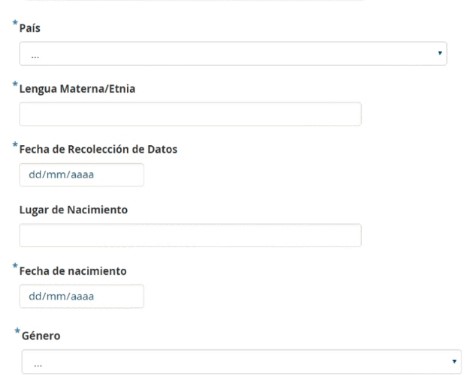 *País
...
*Lengua Materna/Etnia
*Fecha de Recolección de Datos
dd/mm/aaaa
Lugar de Nacimiento
*Fecha de nacimiento
dd/mm/aaaa
*Género
...